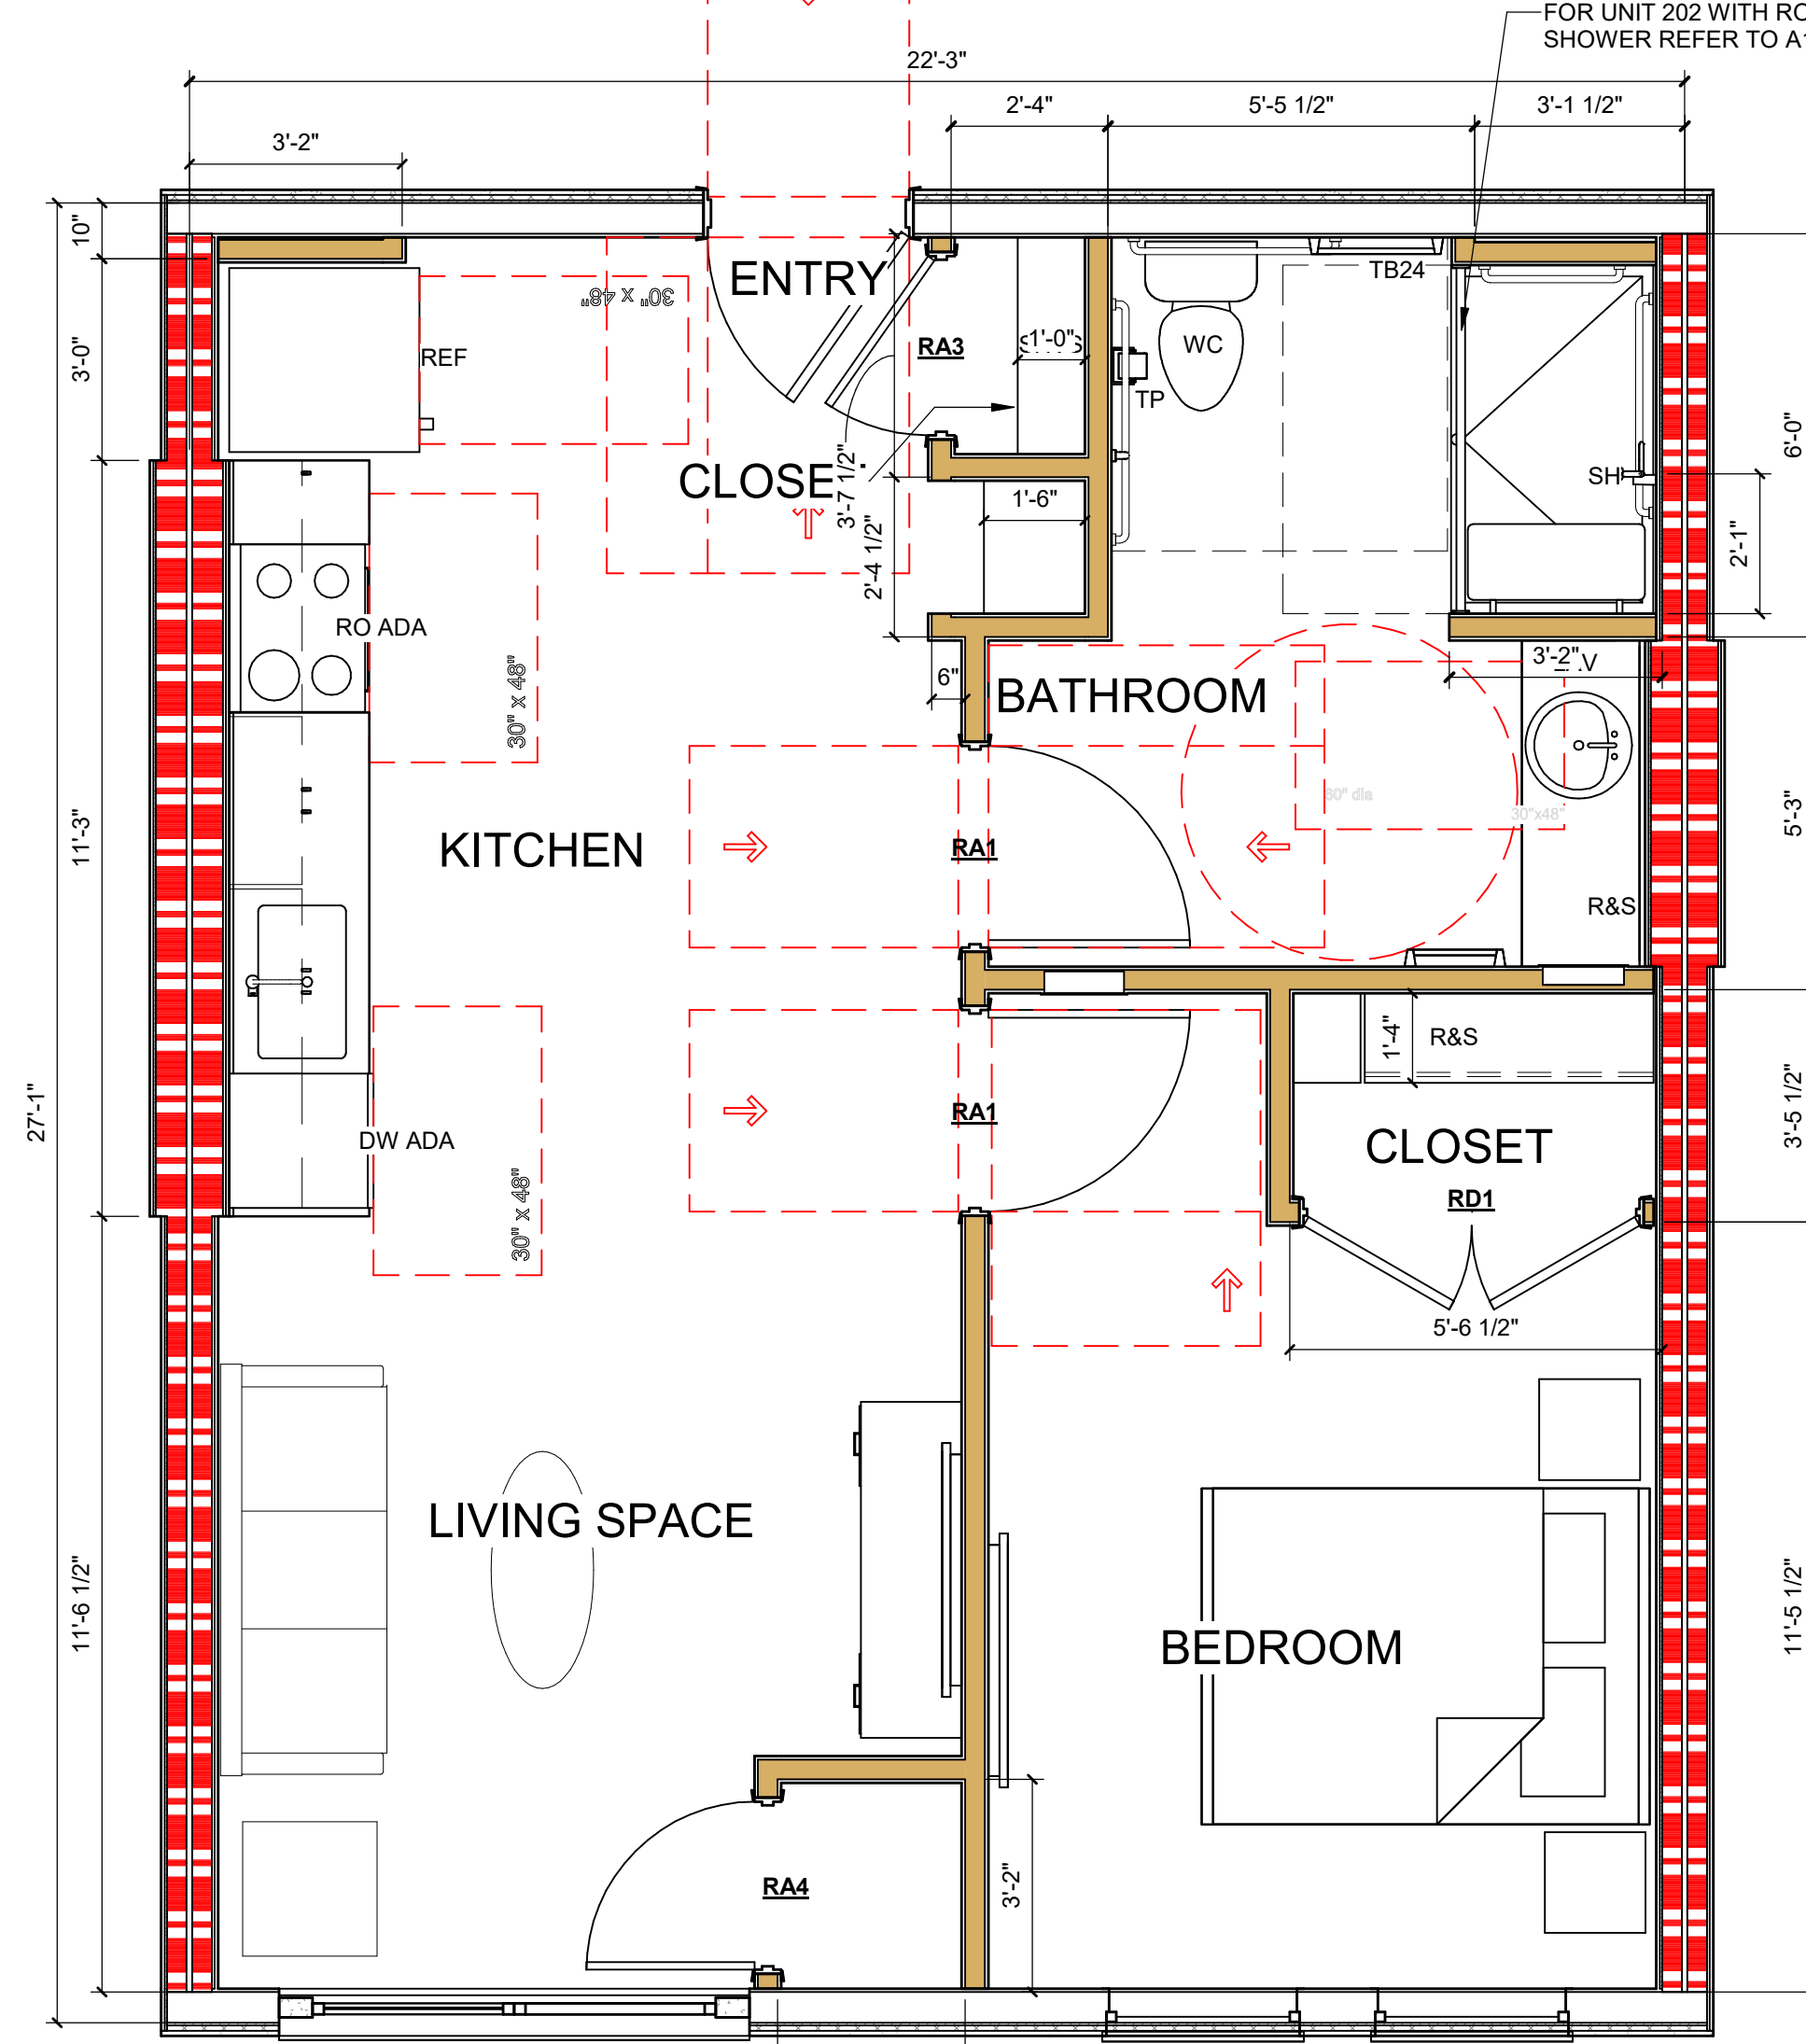 FOR UNIT 202 WITH RO
SHOWER REFER TO A1
22'-3"
2'-4"
5'-5 1/2"
3'-1 1/2"
3'-2"
10"
ENTRY
30" x 48"
TB24
REF
RA3
1'-0"
WC
TP
3'-0"
6'-0"
CLOSET
3'-7 1/2"
1'-6"
SH
2'-1"
2'-4 1/2"
RO ADA
30" x 48"
6"
BATHROOM
3'-2"
60" dia
30"x48"
5'-3"
11'-3"
KITCHEN
RA1
R&S
1'-4"
R&S
27'-1"
DW ADA
RA1
CLOSET
RD1
3'-5 1/2"
30" x 48"
5'-6 1/2"
LIVING SPACE
11'-6 1/2"
BEDROOM
11'-5 1/2"
RA4
3'-2"